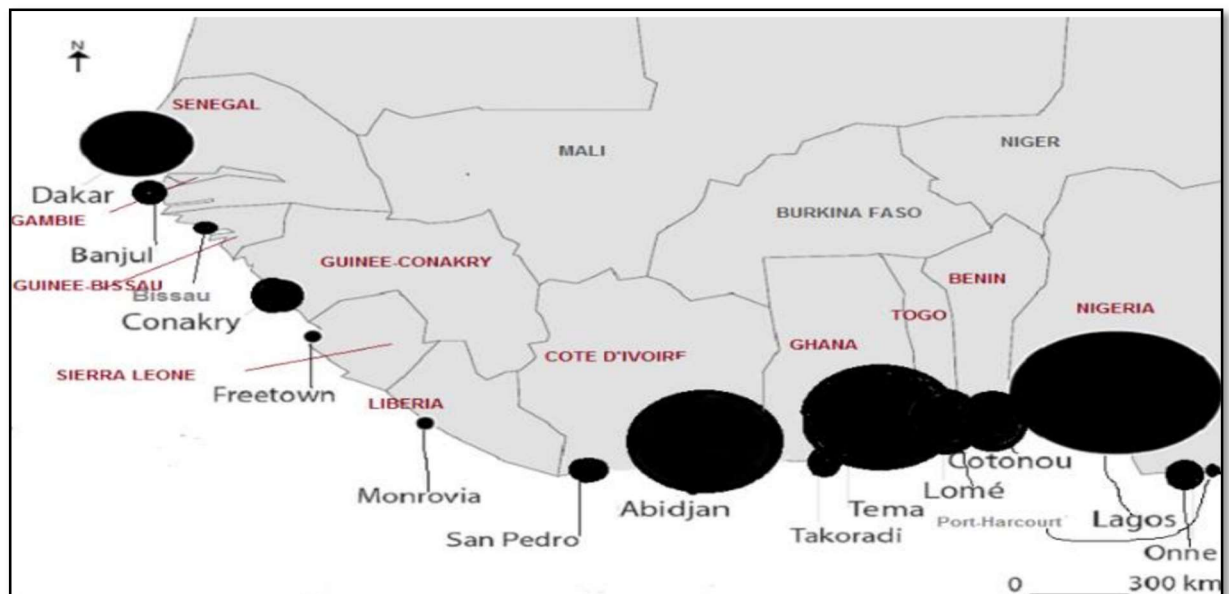 N
SENEGAL
MALI
NIGER
Dakar
GAMBIE
BURKINA FASO
Banjul
GUINEE-CONAKRY
BENIN
GUINEE-BISSAU
Bissau
Conakry
NIGERIA
TOGO
GHANA
COTE D'IVOIRE
SIERRA LEONE
Freetown
LIBERIA
Cotonou
Monrovia
Lomé
Abidjan
Tema
Port-Harcourt
Lagos
San Pedro
Takoradi
Onne
0 300 km